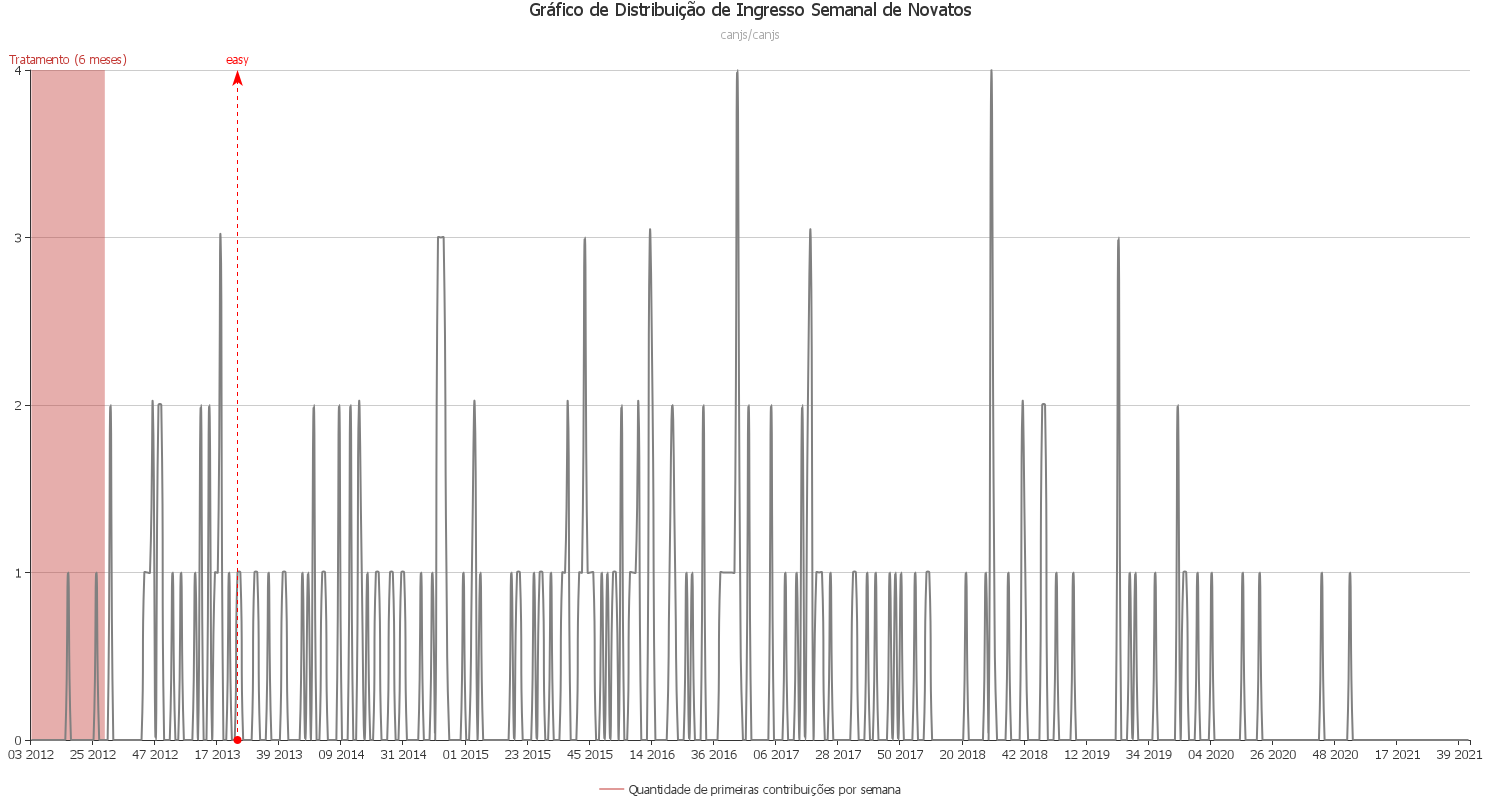 Gráfico de Distribuição de Ingresso Semanal de Novatos
canjs/canjs
Tratamento (6 meses)
easy
4
3
2
1
0
03 2012 25 2012 47 2012 17 2013 39 2013 09 2014 31 2014 01 2015 23 2015 45 2015 14 2016 36 2016 06 2017 28 2017 50 2017 20 2018 42 2018 12 2019 34 2019 04 2020 26 2020 48 2020 17 2021 39 2021
Quantidade de primeiras contribuições por semana